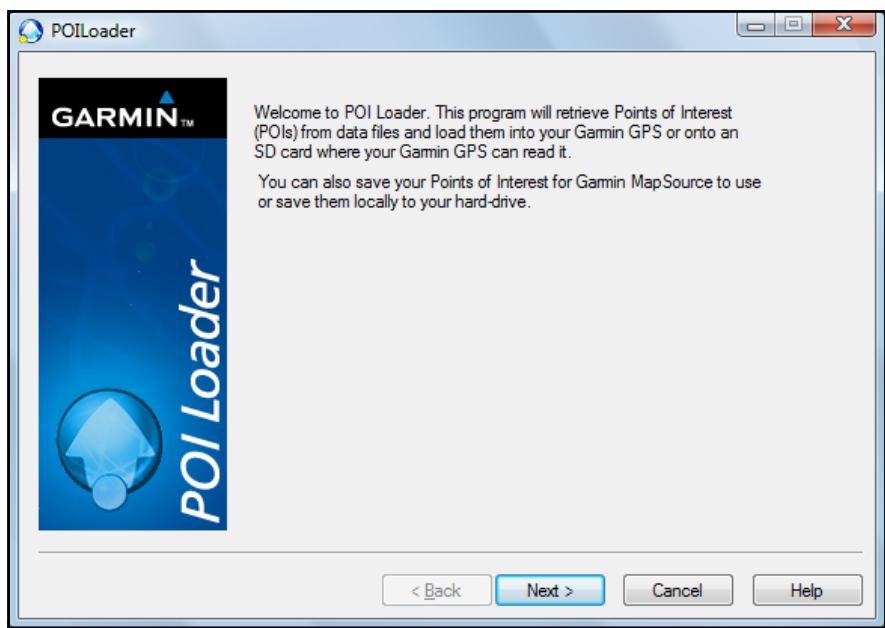 POILoader
GARMIN™
POI Loader
Welcome to POI Loader. This program will retrieve Points of Interest
(POIs) from data files and load them into your Garmin GPS or onto an
SD card where your Garmin GPS can read it.
You can also save your Points of Interest for Garmin MapSource to use
or save them locally to your hard-drive.
< Back
Next >
Cancel
Help